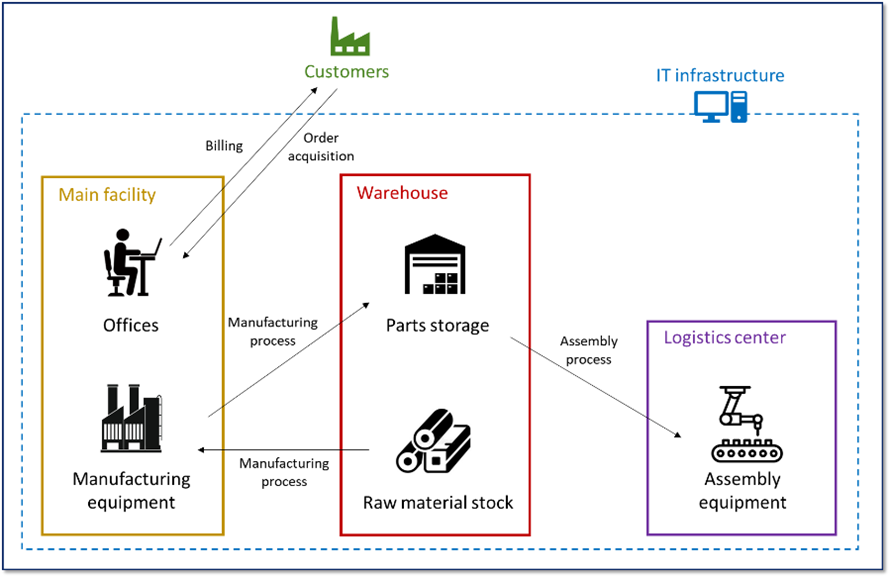 Customers
IT infrastructure
Billing
Order
acquisition
Main facility
Offices
Manufacturing
equipment
Manufacturing
process
Manufacturing
process
Warehouse
Parts storage
Raw material stock
Assembly
process
Logistics center
Assembly
equipment